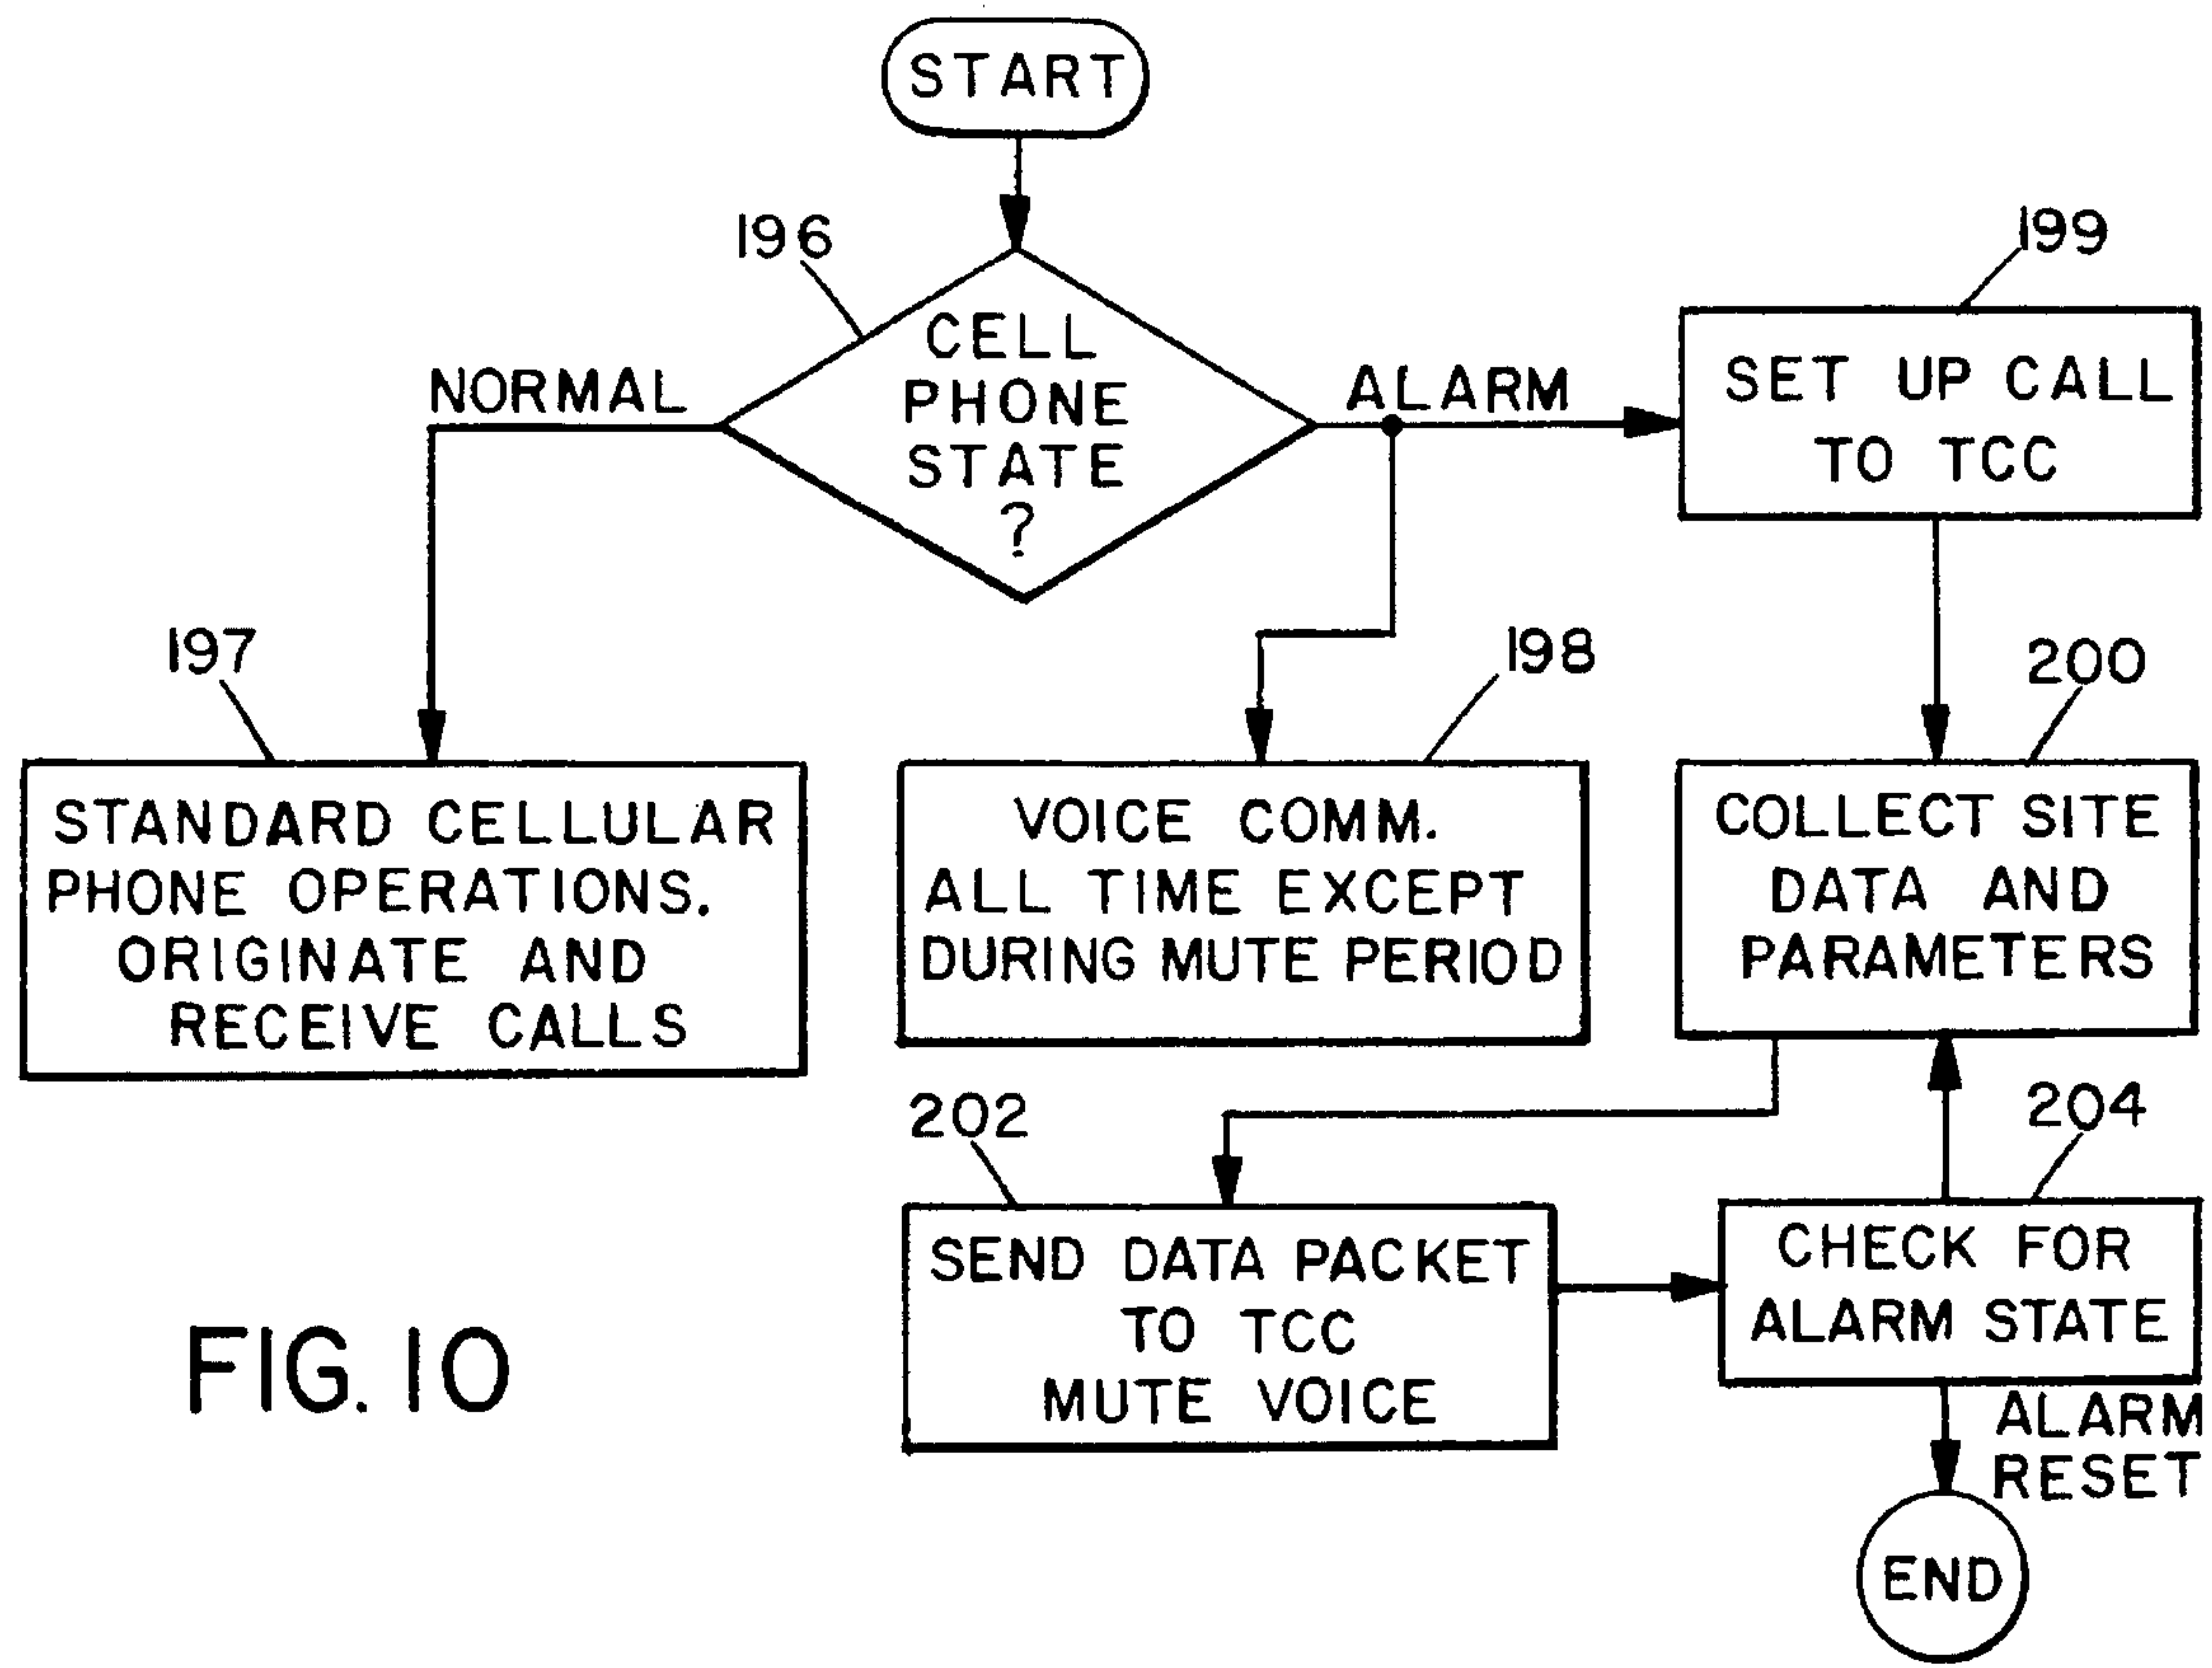 START
196
CELL
PHONE
STATE
?
NORMAL
ALARM
199
SET UP CALL
TO TCC
197
STANDARD CELLULAR
PHONE OPERATIONS.
ORIGINATE AND
RECEIVE CALLS
198
VOICE COMM.
ALL TIME EXCEPT
DURING MUTE PERIOD
200
COLLECT SITE
DATA AND
PARAMETERS
202
SEND DATA PACKET
TO TCC
MUTE VOICE
204
CHECK FOR
ALARM STATE
ALARM
RESET
END
FIG. 10